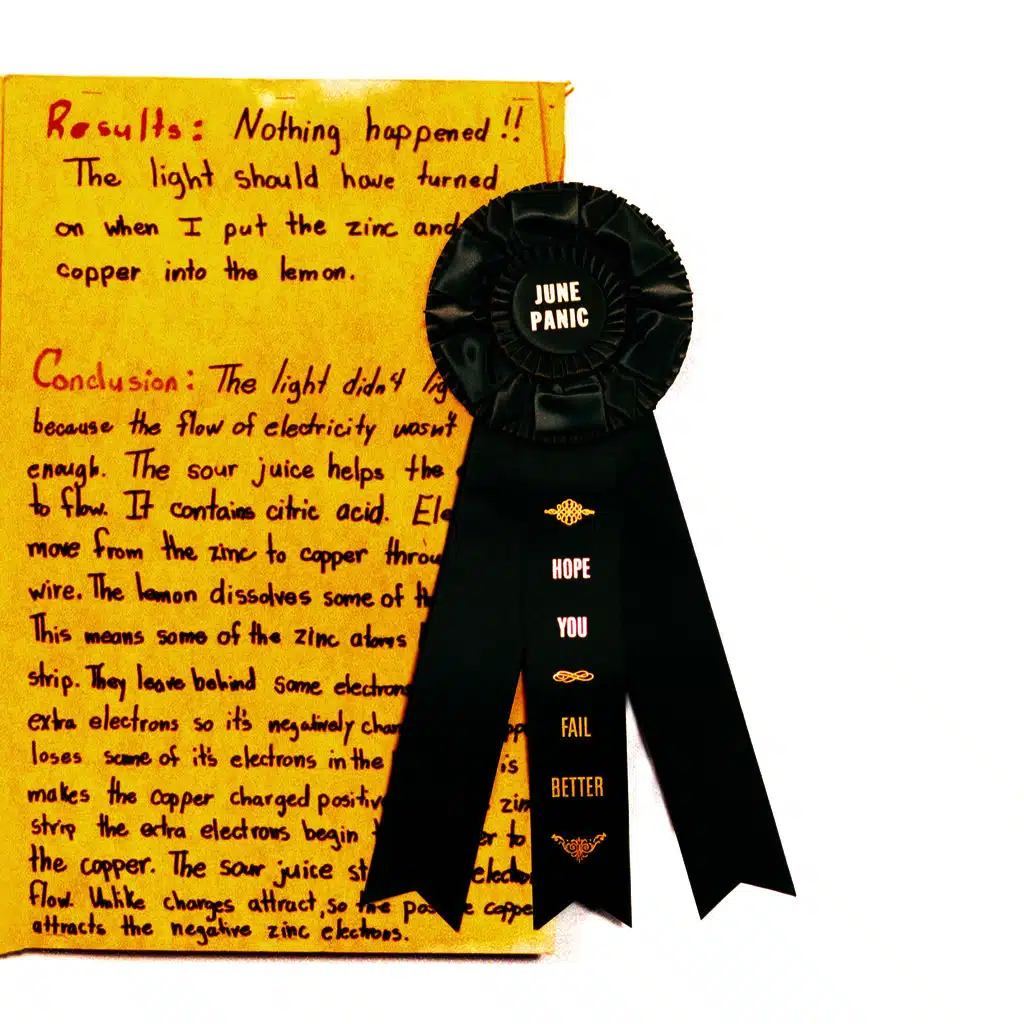 Results: Nothing happened!!
The light should have turned
on when I put the zinc and
copper into the lemon.
Conclusion: The light didn't
because the flow of electricity wasn't
enough. The sour juice helps the
to flow. It contains citric acid.
move from the zinc to copper
wire. The lemon dissolves some of
This means some of the zinc atoms
strip. They leave behind some electrons
extra electrons so it's negatively
loses some of it's electrons in the is
makes the copper charged
strip the extra electrons begin to
the copper. The sour juice
flow. Unlike charges attract, so the
attracts the negative zinc electrons.
JUNE
PANIC
HOPE
YOU
FAIL
BETTER